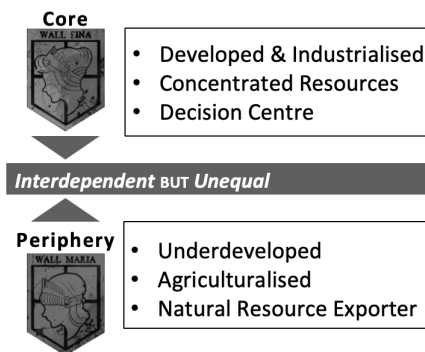 Core
WALL SINA
• Developed & Industrialised
• Concentrated Resources
• Decision Centre
Interdependent BUT Unequal
Periphery
WALL MARIA
• Underdeveloped
• Agriculturalised
• Natural Resource Exporter